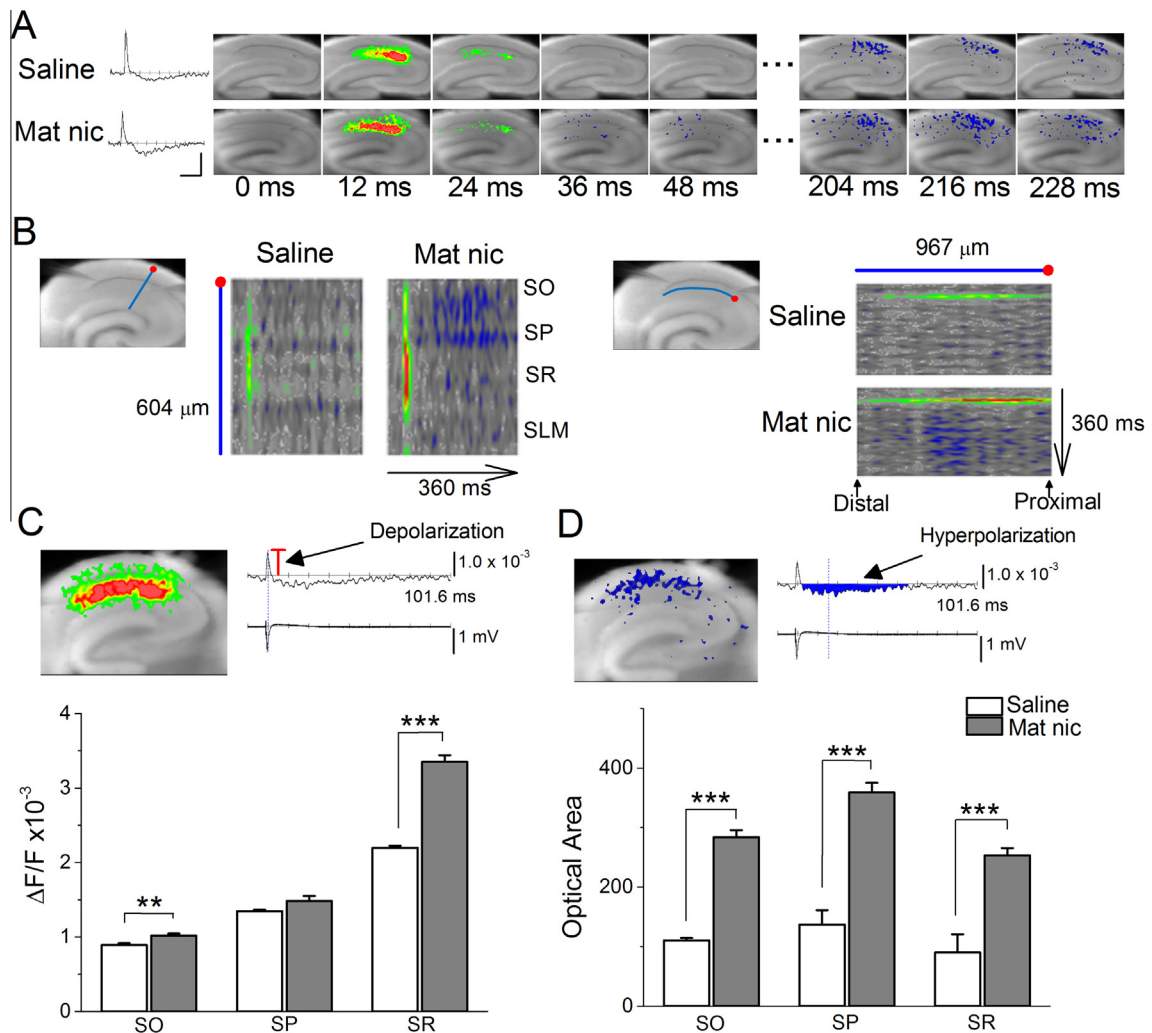 A
Saline
Mat nic
...
...
0 ms 12 ms 24 ms 36 ms 48 ms 204 ms 216 ms 228 ms
B
Saline Mat nic
604 μm
SO
SP
SR
SLM
360 ms
967 μm
Saline
Mat nic
360 ms
Distal Proximal
C
Depolarization
1.0 x 10⁻³
101.6 ms
1 mV
ΔF/F x10⁻³
4
3
2
1
0
**
***
SO SP SR
D
Hyperpolarization
1.0 x 10⁻³
101.6 ms
1 mV
Saline
Mat nic
Optical Area
400
200
0
***
***
***
SO SP SR